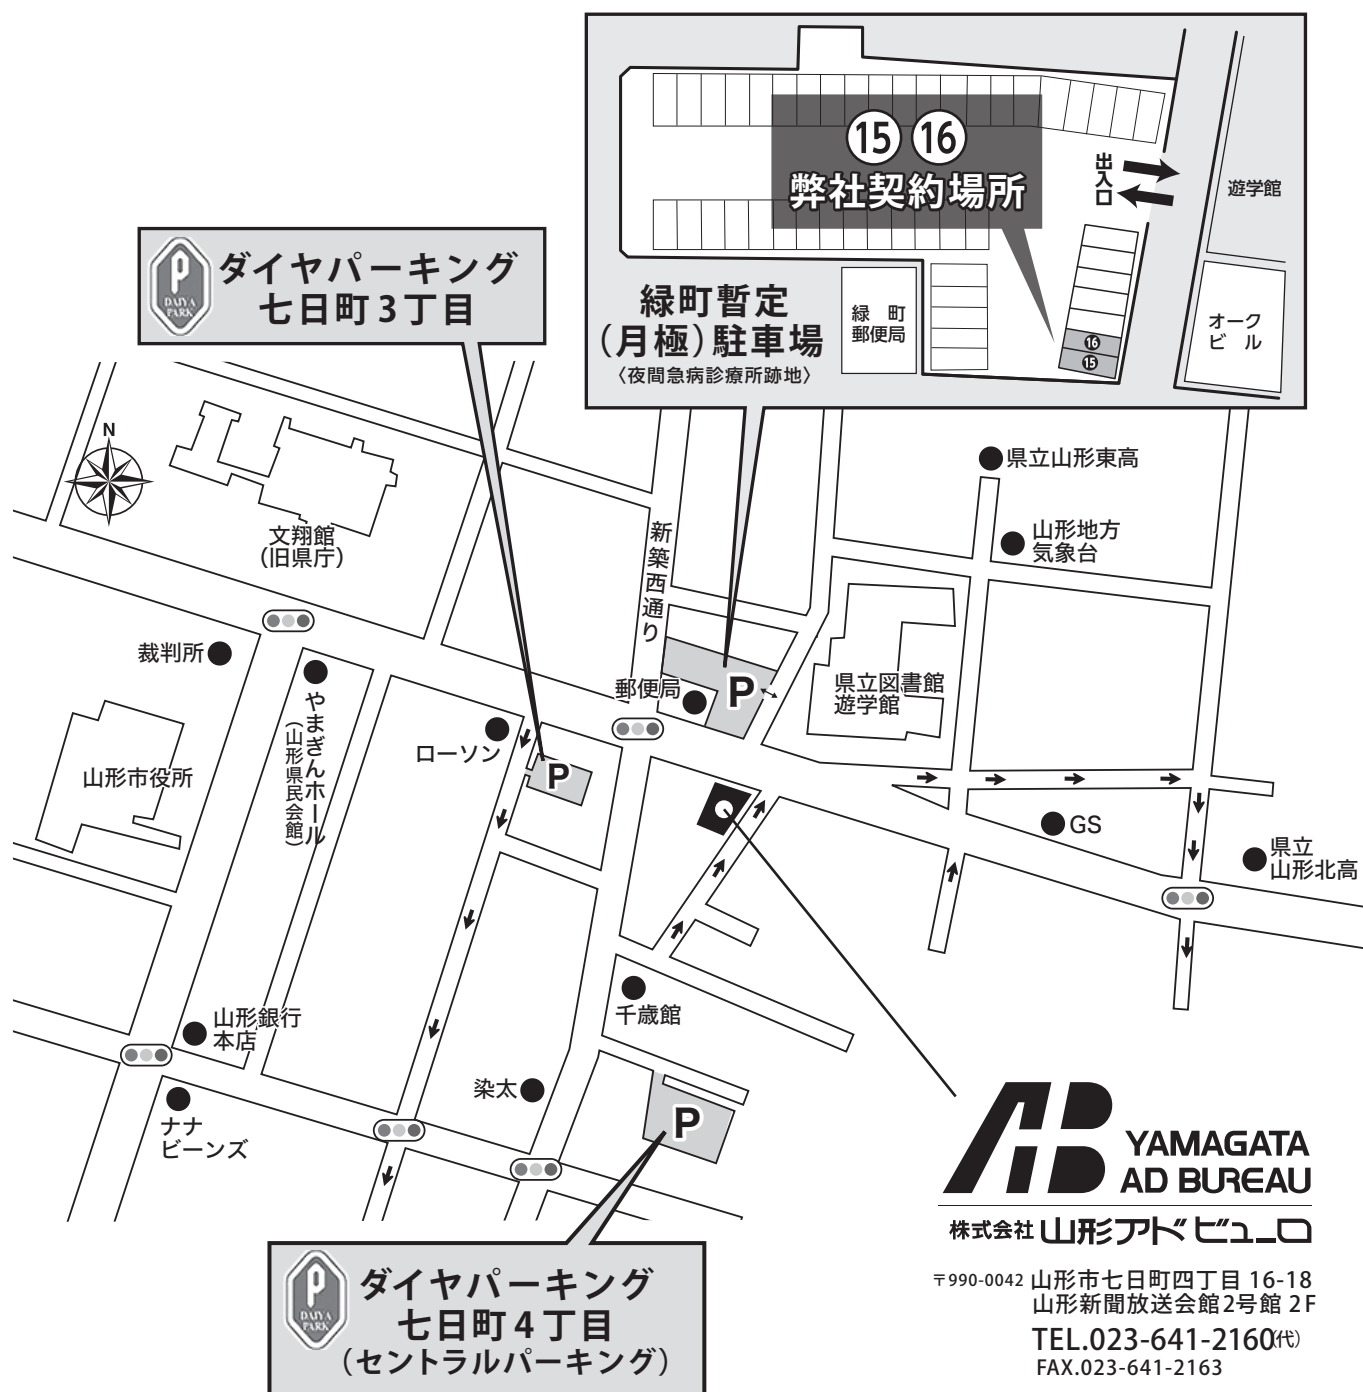 ⑮ ⑯
弊社契約場所
出入口
遊学館
緑町暫定
（月極）駐車場
〈夜間急病診療所跡地〉
緑 町
郵便局
⑯
⑮
オーク
ビ ル
P
DAIYA
PARK
ダイヤパーキング
七日町3丁目
N
文翔館
（旧県庁）
新築西通り
県立山形東高
山形地方
気象台
裁判所
やまぎんホール
（山形県民会館）
郵便局
P
県立図書館
遊学館
ローソン
P
山形市役所
GS
県立
山形北高
山形銀行
本店
千歳館
染太
ナナ
ビーンズ
P
P
DAIYA
PARK
ダイヤパーキング
七日町4丁目
（セントラルパーキング）
AB
YAMAGATA
AD BUREAU
株式会社 山形アドビューロ
〒990-0042 山形市七日町四丁目 16-18
山形新聞放送会館2号館 2F
TEL.023-641-2160㈹
FAX.023-641-2163